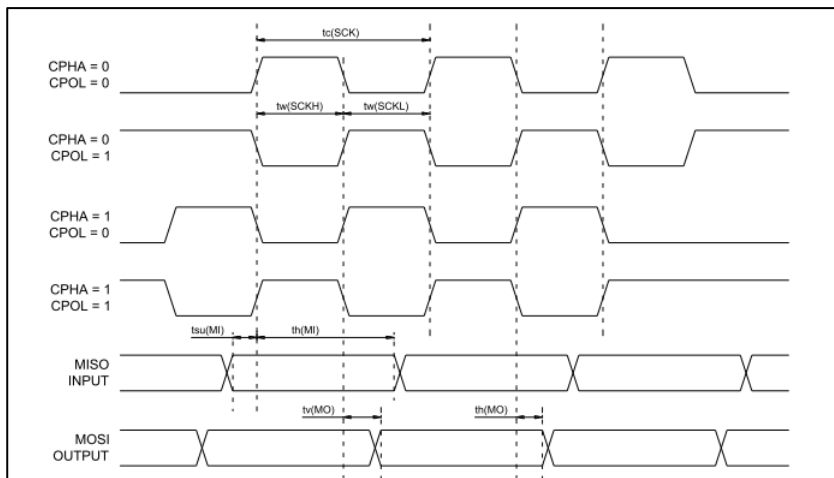 tc(SCK)
CPHA = 0
CPOL = 0
tw(SCKH)
tw(SCKL)
CPHA = 0
CPOL = 1
CPHA = 1
CPOL = 0
CPHA = 1
CPOL = 1
tsu(MI)
th(MI)
MISO
INPUT
tv(MO)
th(MO)
MOSI
OUTPUT